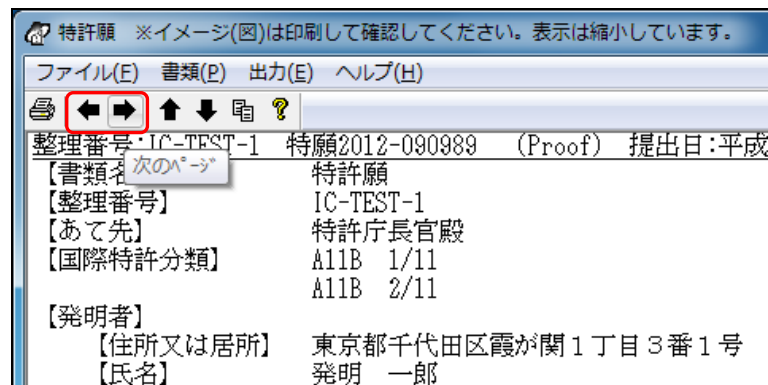 特許願　※イメージ(図)は印刷して確認してください。表示は縮小しています。
ファイル(F)　書類(P)　出力(E)　ヘルプ(H)
整理番号:IC-TEST-1　特願2012-090989　(Proof)　提出日:平成
次のページ
【書類名　特許願
【整理番号】　IC-TEST-1
【あて先】　特許庁長官殿
【国際特許分類】　A11B　1/11
A11B　2/11
【発明者】
【住所又は居所】　東京都千代田区霞が関１丁目３番１号
【氏名】　発明　一郎